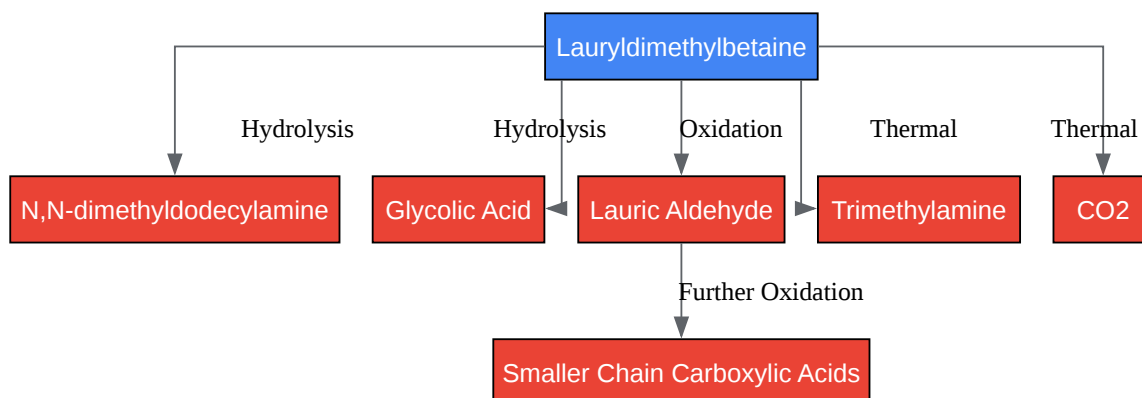 Lauryldimethylbetaine
Hydrolysis
Hydrolysis
Oxidation
Thermal
Thermal
N,N-dimethyldodecylamine
Glycolic Acid
Lauric Aldehyde
Trimethylamine
CO2
Further Oxidation
Smaller Chain Carboxylic Acids